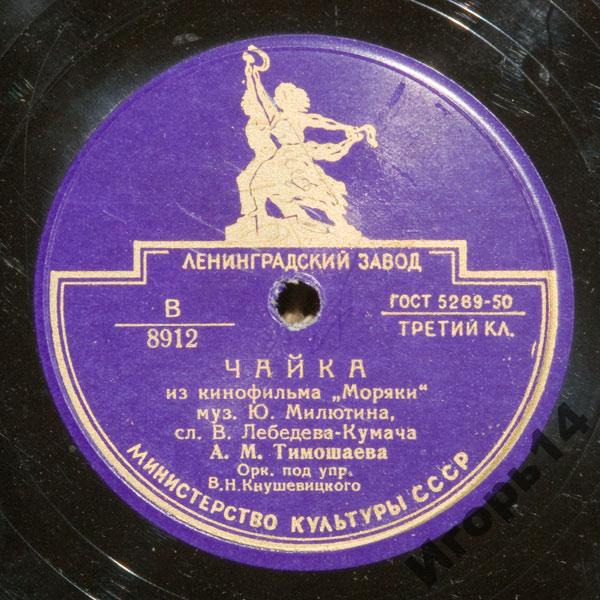 ЛЕНИНГРАДСКИЙ ЗАВОД
В
8912
ГОСТ 5289-50
ТРЕТИЙ КЛ.
ЧАЙКА
из кинофильма „Моряки“
муз. Ю. Милютина,
сл. В. Лебедева-Кумача
А. М. Тимошаева
Орк. под упр.
В.Н.Кнушевицкого
МИНИСТЕРСТВО КУЛЬТУРЫ СССР
Игорь14